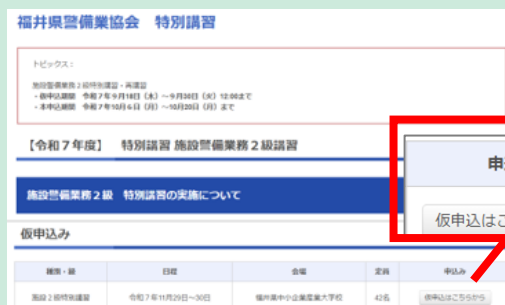 福井県警備業協会 特別講習
トピックス:
施設警備業務2級特別講習・再講習
・仮申込期間 令和7年9月18日(木)~9月30日(火) 12:00まで
・本申込期間 令和7年10月6日(月)~10月20日(月) まで
【令和7年度】 特別講習 施設警備業務2級講習
施設警備業務2級 特別講習の実施について
仮申込み
種別・級 日程 会場 定員 申込み
施設2級特別講習 令和7年11月29日~30日 福井県中小企業産業大学校 42名 仮申込はこちらから
申
仮申込はこ